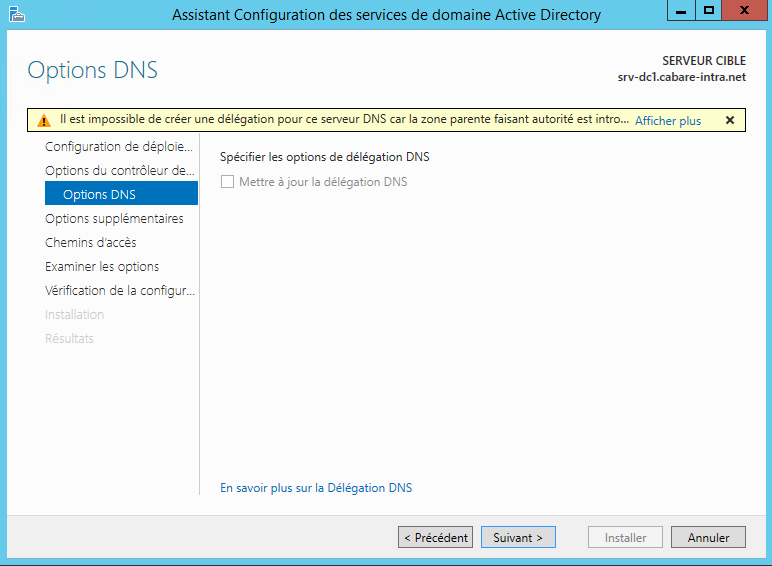 Assistant Configuration des services de domaine Active Directory
Options DNS
SERVEUR CIBLE
srv-dc1.cabare-intra.net
Il est impossible de créer une délégation pour ce serveur DNS car la zone parente faisant autorité est intro... Afficher plus
Configuration de déploie...
Options du contrôleur de...
Options DNS
Options supplémentaires
Chemins d'accès
Examiner les options
Vérification de la configur...
Installation
Résultats
Spécifier les options de délégation DNS
Mettre à jour la délégation DNS
En savoir plus sur la Délégation DNS
< Précédent
Suivant >
Installer
Annuler